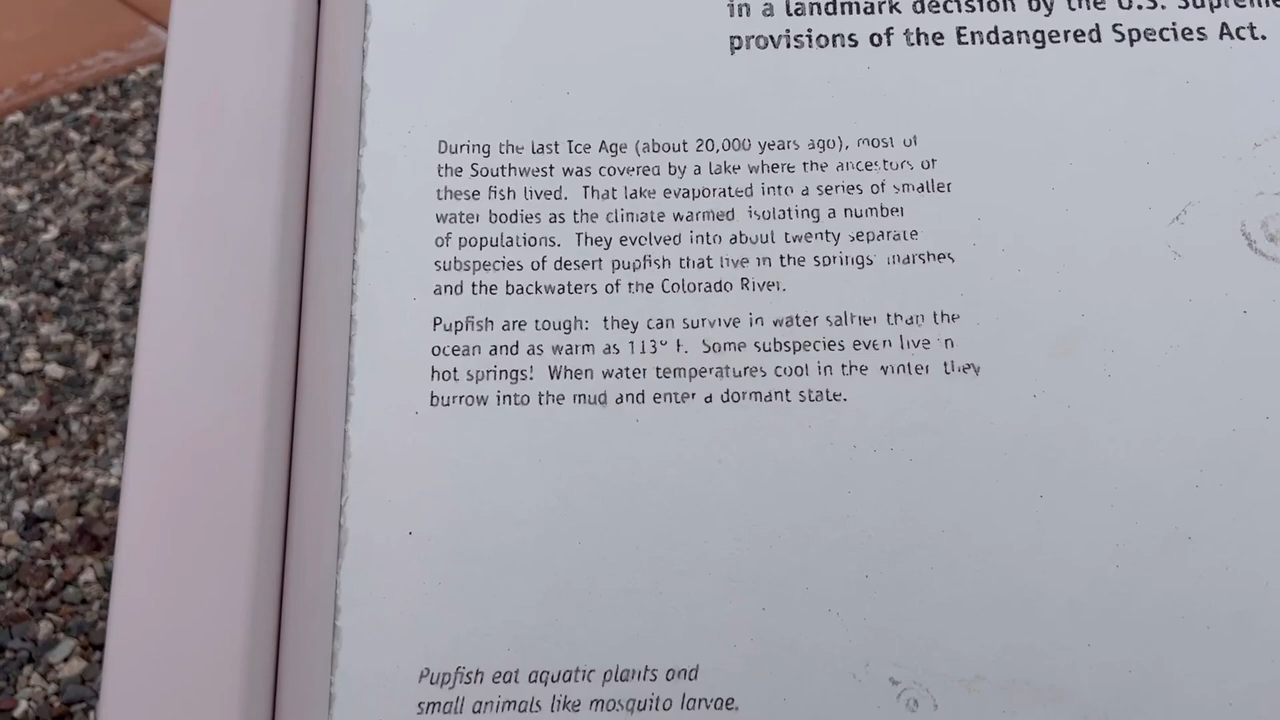 in a landmark decision by the U.S. Supreme
provisions of the Endangered Species Act.
During the last Ice Age (about 20,000 years ago), most of
the Southwest was covered by a lake where the ancestors of
these fish lived. That lake evaporated into a series of smaller
water bodies as the climate warmed isolating a number
of populations. They evolved into about twenty separate
subspecies of desert pupfish that live in the springs marshes
and the backwaters of the Colorado River.
Pupfish are tough: they can survive in water saltier than the
ocean and as warm as 113° F. Some subspecies even live in
hot springs! When water temperatures cool in the winter they
burrow into the mud and enter a dormant state.
Pupfish eat aquatic plants and
small animals like mosquito larvae.